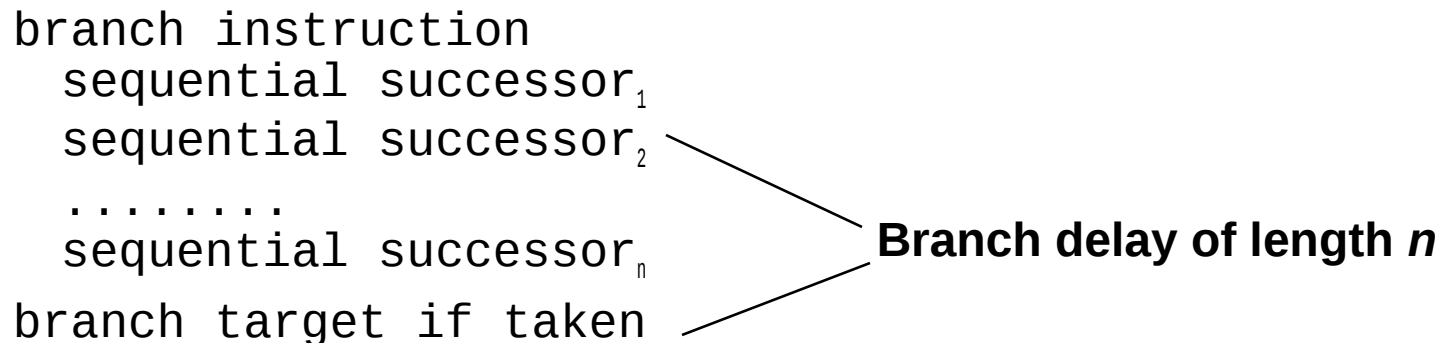 branch instruction
sequential successor₁
sequential successor₂
........
sequential successorₙ
branch target if taken
Branch delay of length n